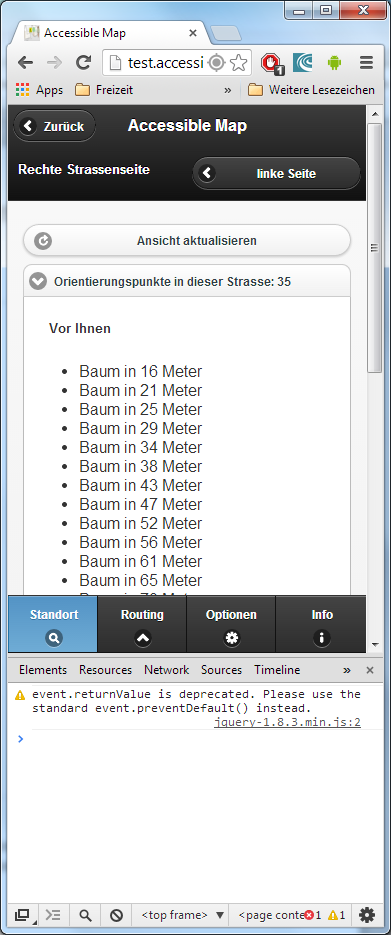 Accessible Map
test.accessi
1
Apps Freizeit » Weitere Lesezeichen
Zurück Accessible Map
Rechte Strassenseite linke Seite
Ansicht aktualisieren
Orientierungspunkte in dieser Strasse: 35
Vor Ihnen
• Baum in 16 Meter
• Baum in 21 Meter
• Baum in 25 Meter
• Baum in 29 Meter
• Baum in 34 Meter
• Baum in 38 Meter
• Baum in 43 Meter
• Baum in 47 Meter
• Baum in 52 Meter
• Baum in 56 Meter
• Baum in 61 Meter
• Baum in 65 Meter
Standort Routing Optionen Info
Elements Resources Network Sources Timeline »
event.returnValue is deprecated. Please use the
standard event.preventDefault() instead.
jquery-1.8.3.min.js:2
<top frame> ▼ <page conte 1 1